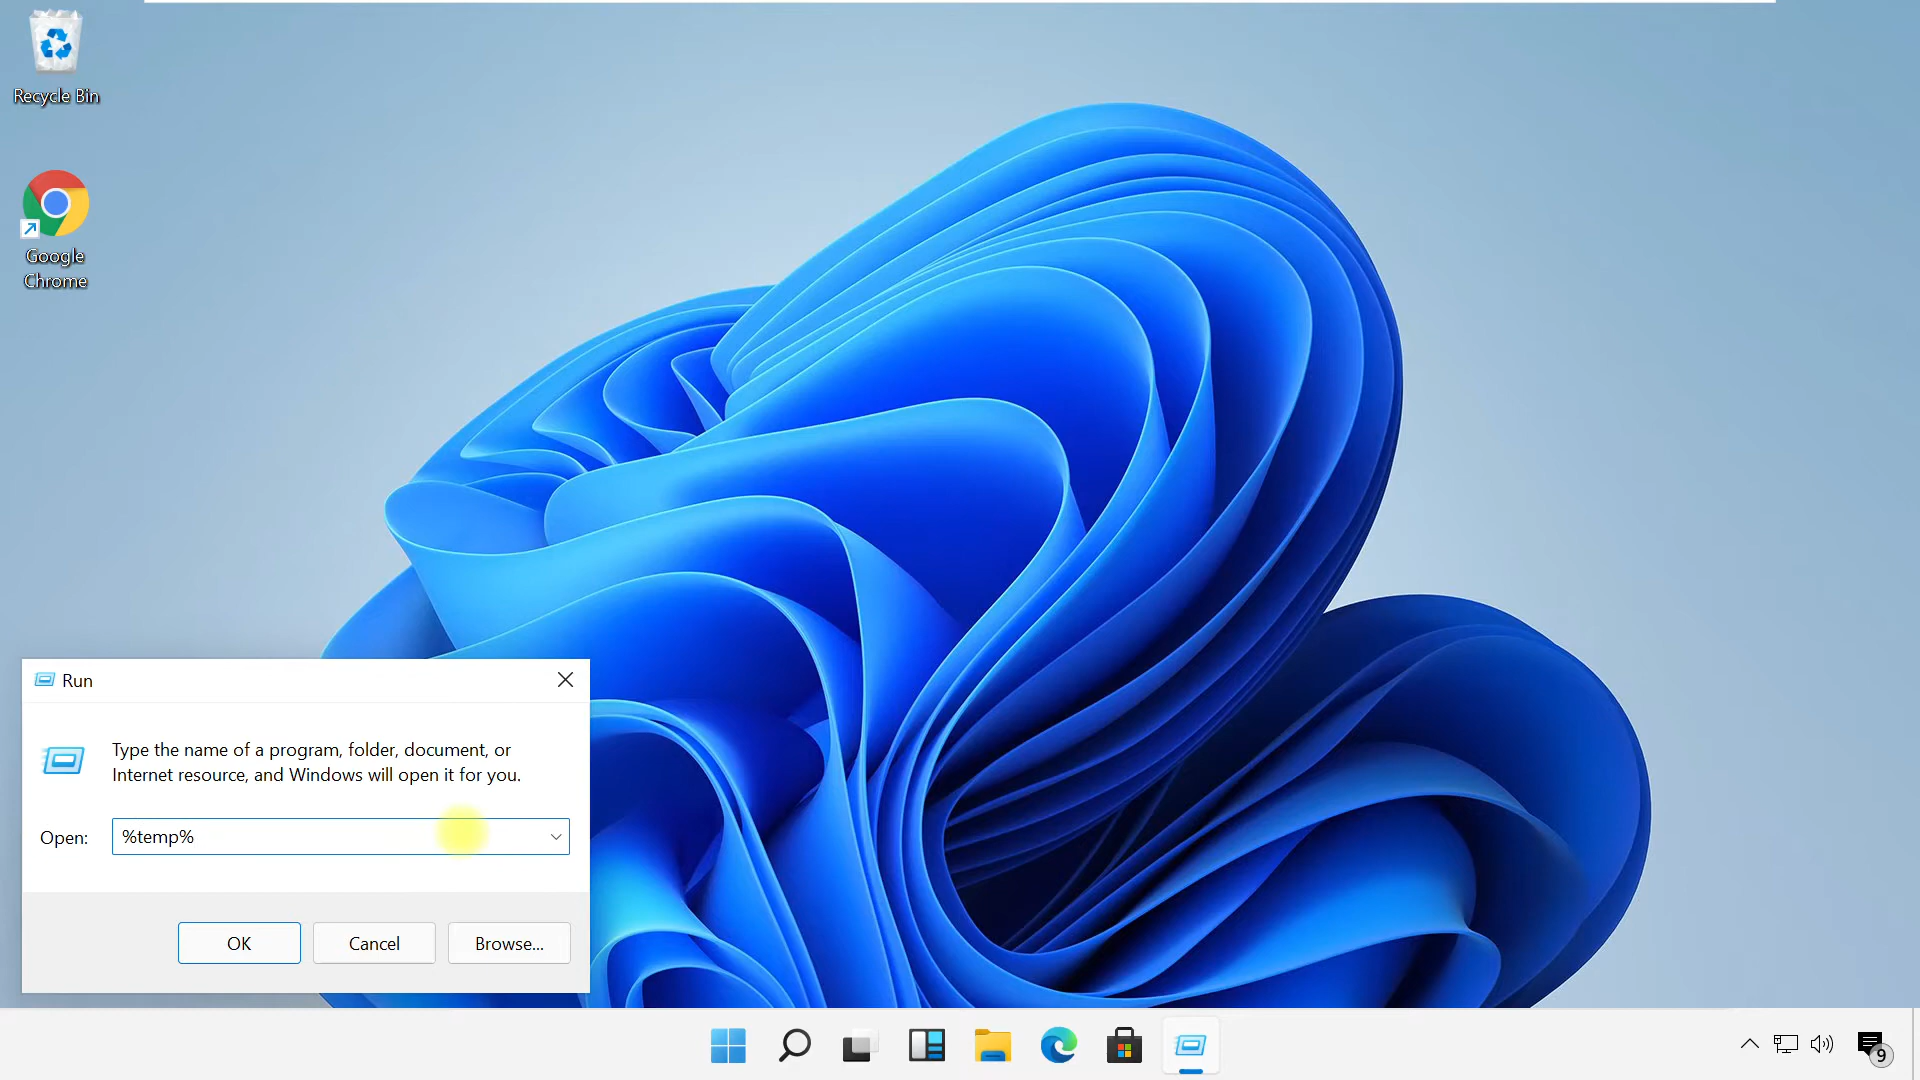 Recycle Bin
Google
Chrome
Run
Type the name of a program, folder, document, or
Internet resource, and Windows will open it for you.
Open:
%temp%
OK
Cancel
Browse...
9